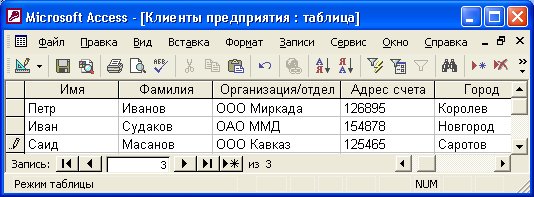 Microsoft Access - [Клиенты предприятия : таблица]
Файл Правка Вид Вставка Формат Записи Сервис Окно Справка
Имя Фамилия Организация/отдел Адрес счета Город
Петр Иванов ООО Миркада 126895 Королев
Иван Судаков ОАО ММД 154878 Новгород
Саид Масанов ООО Кавказ 125465 Саротов
Запись: 3 из 3
Режим таблицы NUM